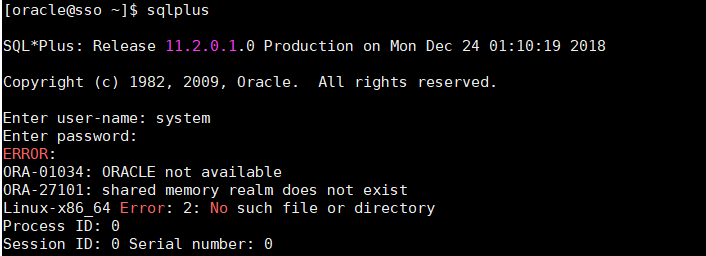 [oracle@sso ~]$ sqlplus
SQL*Plus: Release 11.2.0.1.0 Production on Mon Dec 24 01:10:19 2018
Copyright (c) 1982, 2009, Oracle.  All rights reserved.
Enter user-name: system
Enter password:
ERROR:
ORA-01034: ORACLE not available
ORA-27101: shared memory realm does not exist
Linux-x86_64 Error: 2: No such file or directory
Process ID: 0
Session ID: 0 Serial number: 0